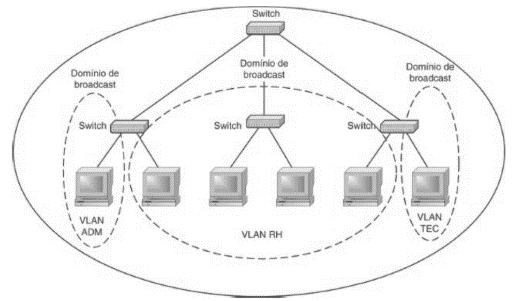 Switch
Domínio de
broadcast
Domínio de
broadcast
Domínio de
broadcast
Switch
Switch
Switch
VLAN
ADM
VLAN RH
VLAN
TEC